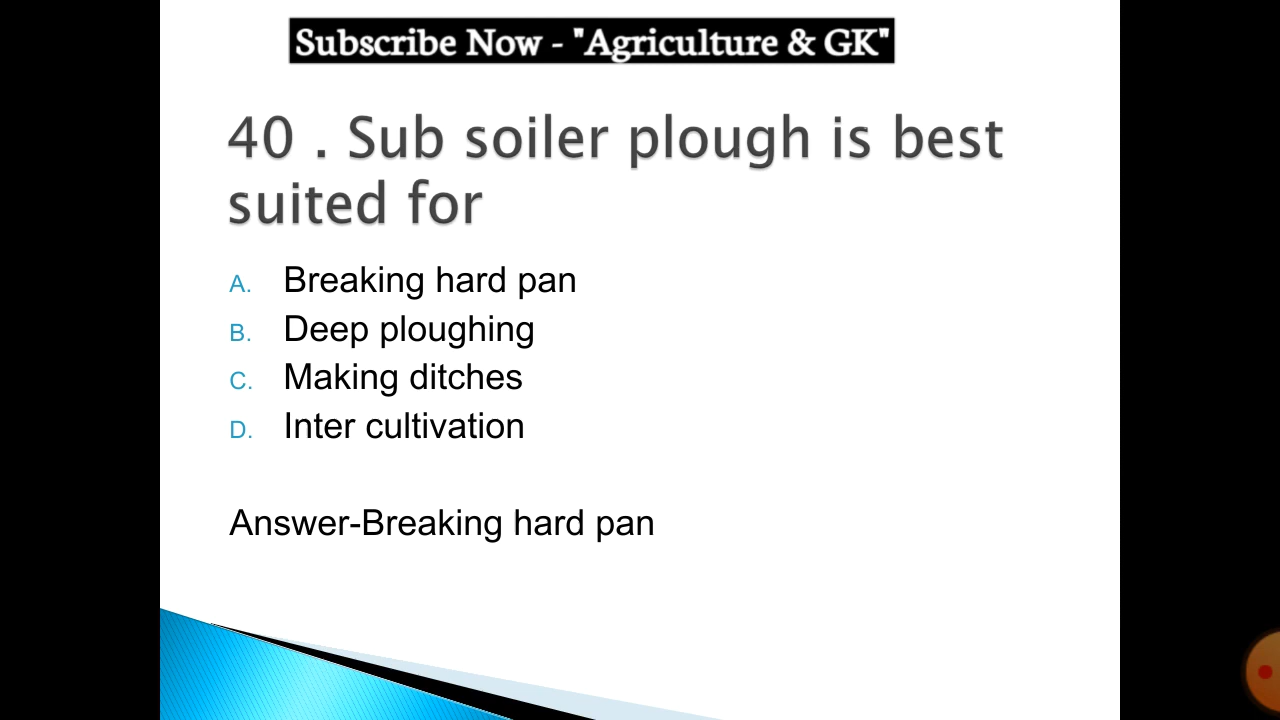 Subscribe Now - "Agriculture & GK"
40 . Sub soiler plough is best
suited for
A. Breaking hard pan
B. Deep ploughing
C. Making ditches
D. Inter cultivation
Answer-Breaking hard pan